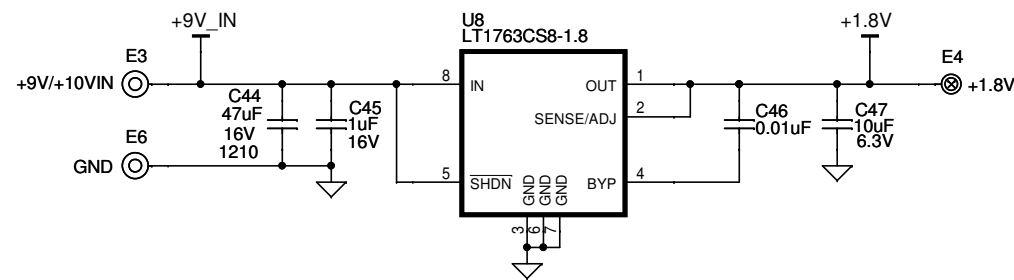 +9V_IN
U8
LT1763CS8-1.8
+1.8V
E3
+9V/+10VIN
8
IN
OUT
1
E4
+1.8V
C44
47uF
16V
1210
C45
1uF
16V
SENSE/ADJ
2
C46
0.01uF
C47
10uF
6.3V
E6
GND
5
SHDN
GND
GND
GND
BYP
4
3
6
7